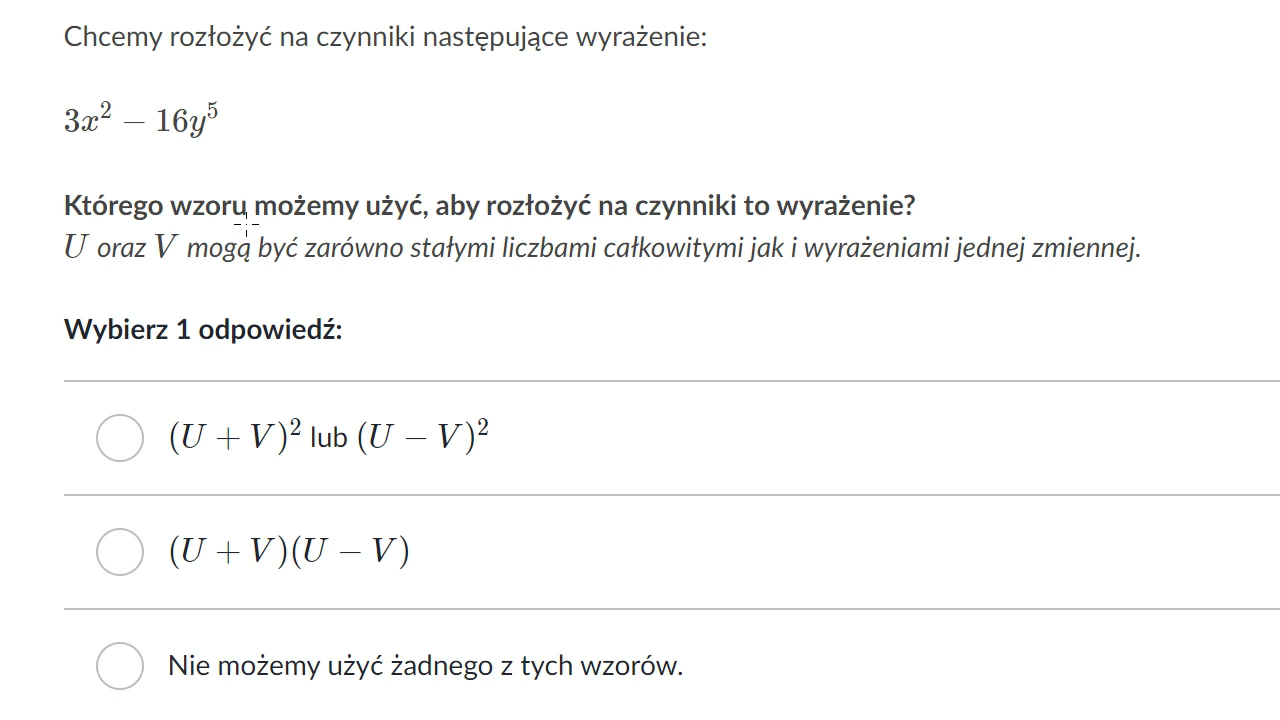 Chcemy rozłożyć na czynniki następujące wyrażenie:
3x² − 16y⁵
Którego wzoru możemy użyć, aby rozłożyć na czynniki to wyrażenie?
U oraz V mogą być zarówno stałymi liczbami całkowitymi jak i wyrażeniami jednej zmiennej.
Wybierz 1 odpowiedź:
(U + V)² lub (U − V)²
(U + V)(U − V)
Nie możemy użyć żadnego z tych wzorów.